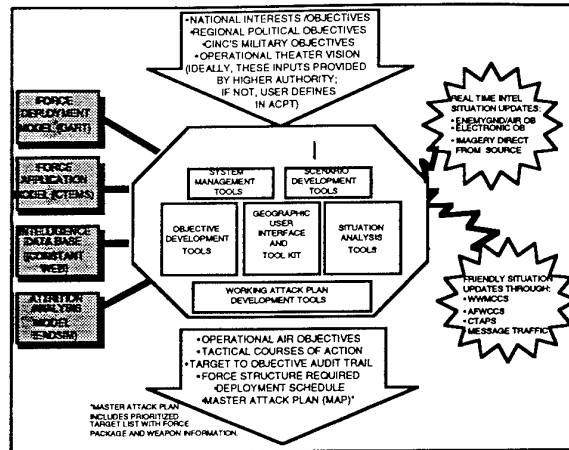 •NATIONAL INTERESTS/OBJECTIVES
•REGIONAL POLITICAL OBJECTIVES
•CINC'S MILITARY OBJECTIVES
•OPERATIONAL THEATER VISION
(IDEALLY, THESE INPUTS PROVIDED
BY HIGHER AUTHORITY;
IF NOT, USER DEFINES
IN ACPT)
FORCE
DEPLOYMENT
MODEL (DART)
FORCE
APPLICATION
MODEL (CTEMS)
INTELLIGENCE
DATA BASE
(CONSTANT
WEB)
ATTRITION
ANALYSIS
MODEL
(EADSIM)
SYSTEM
MANAGEMENT
TOOLS
SCENARIO
DEVELOPMENT
TOOLS
OBJECTIVE
DEVELOPMENT
TOOLS
GEOGRAPHIC
USER
INTERFACE
AND
TOOL KIT
SITUATION
ANALYSIS
TOOLS
WORKING ATTACK PLAN
DEVELOPMENT TOOLS
REAL TIME INTEL
SITUATION UPDATES:
• ENEMYGND/AIR OB
• ELECTRONIC OB
• IMAGERY DIRECT
FROM SOURCE
FRIENDLY SITUATION
UPDATES THROUGH:
• WWMCCS
• AFWCCS
• CTAPS
•MESSAGE TRAFFIC
•OPERATIONAL AIR OBJECTIVES
•TACTICAL COURSES OF ACTION
•TARGET TO OBJECTIVE AUDIT TRAIL
•FORCE STRUCTURE REQUIRED
•DEPLOYMENT SCHEDULE
•MASTER ATTACK PLAN (MAP)*
*MASTER ATTACK PLAN
INCLUDES PRIORITIZED
TARGET LIST WITH FORCE
PACKAGE AND WEAPON INFORMATION.